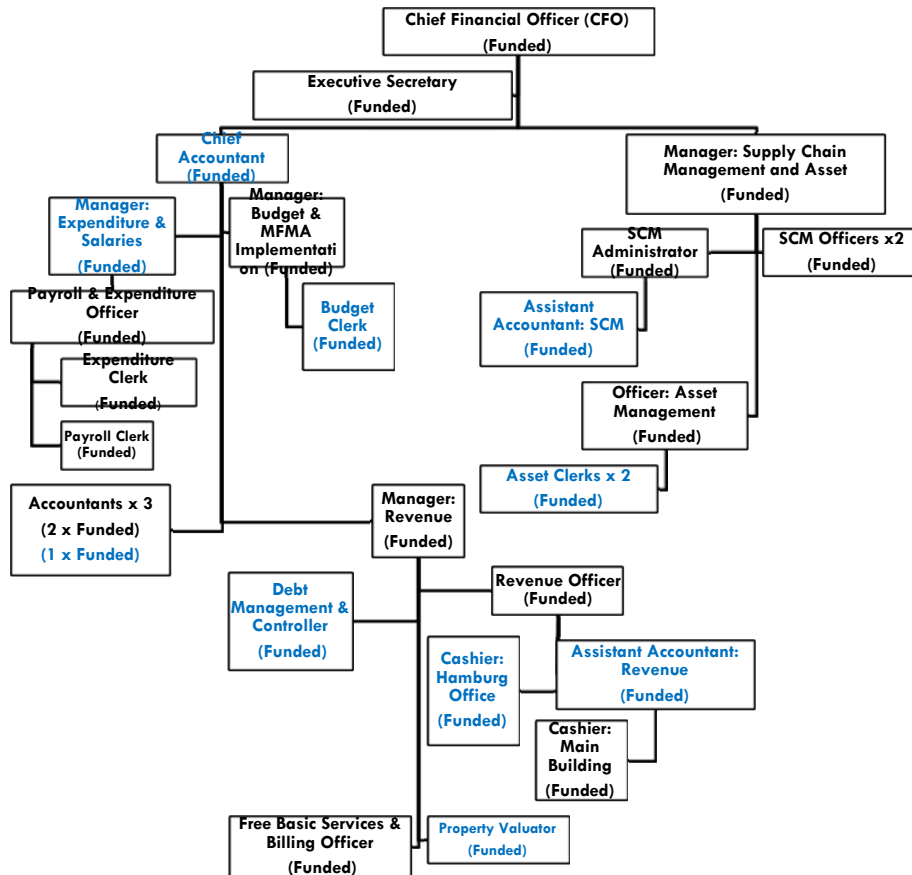 Chief Financial Officer (CFO)
(Funded)
Executive Secretary
(Funded)
Chief
Accountant
(Funded)
Manager: Supply Chain
Management and Asset
(Funded)
Manager:
Expenditure &
Salaries
(Funded)
Manager:
Budget &
MFMA
Implementati
on (Funded)
SCM
Administrator
(Funded)
SCM Officers x2
(Funded)
Payroll & Expenditure
Officer
(Funded)
Budget
Clerk
(Funded)
Assistant
Accountant: SCM
(Funded)
Expenditure
Clerk
(Funded)
Payroll Clerk
(Funded)
Officer: Asset
Management
(Funded)
Asset Clerks x 2
(Funded)
Accountants x 3
(2 x Funded)
(1 x Funded)
Manager:
Revenue
(Funded)
Debt
Management &
Controller
(Funded)
Revenue Officer
(Funded)
Cashier:
Hamburg
Office
(Funded)
Assistant Accountant:
Revenue
(Funded)
Cashier:
Main
Building
(Funded)
Free Basic Services &
Billing Officer
(Funded)
Property Valuator
(Funded)